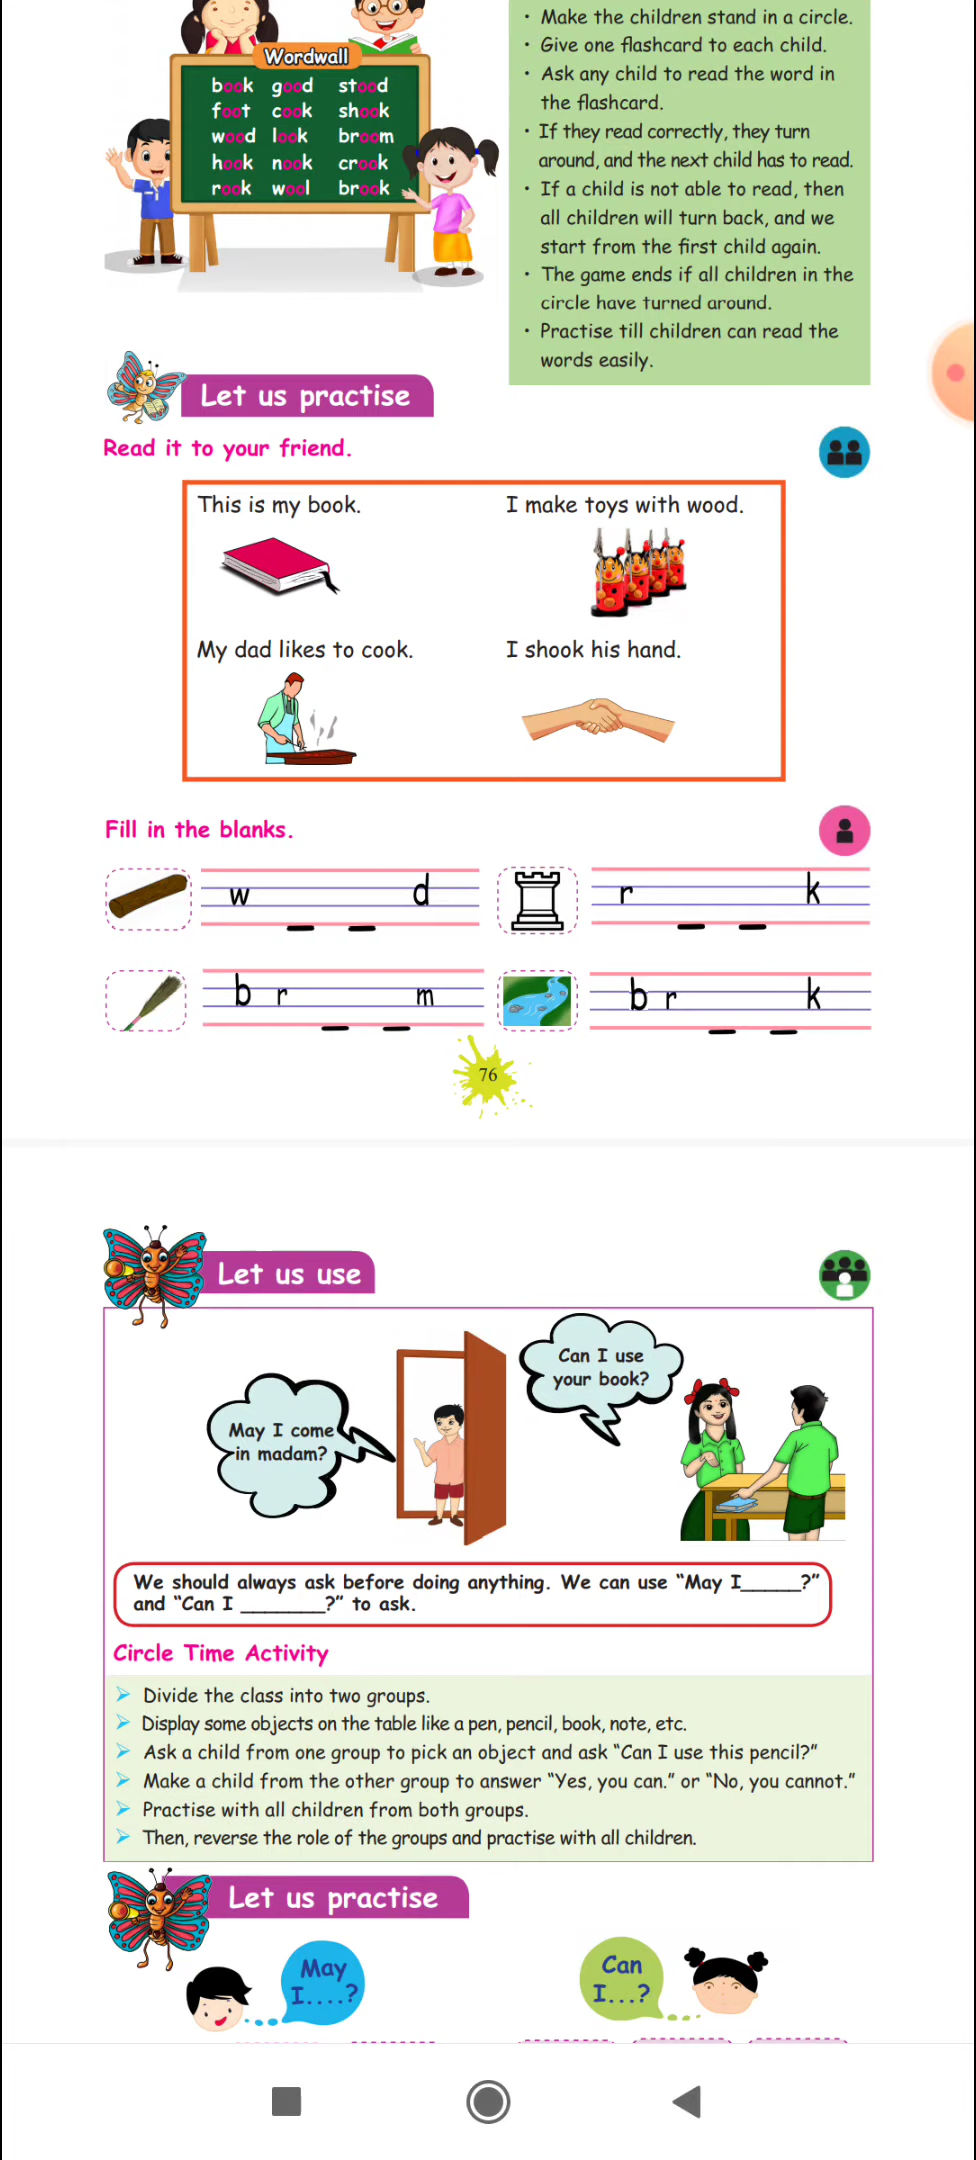 Wordwall
book good stood
foot cook shook
wood look broom
hook nook crook
rook wool brook
• Make the children stand in a circle.
• Give one flashcard to each child.
• Ask any child to read the word in
the flashcard.
• If they read correctly, they turn
around, and the next child has to read.
• If a child is not able to read, then
all children will turn back, and we
start from the first child again.
• The game ends if all children in the
circle have turned around.
• Practise till children can read the
words easily.
Let us practise
Read it to your friend.
This is my book.
I make toys with wood.
My dad likes to cook.
I shook his hand.
Fill in the blanks.
w _ _ d
r _ _ k
b r _ _ m
b r _ _ k
76
Let us use
May I come
in madam?
Can I use
your book?
We should always ask before doing anything. We can use “May I_____?”
and “Can I _______?” to ask.
Circle Time Activity
➢ Divide the class into two groups.
➢ Display some objects on the table like a pen, pencil, book, note, etc.
➢ Ask a child from one group to pick an object and ask “Can I use this pencil?”
➢ Make a child from the other group to answer “Yes, you can.” or “No, you cannot.”
➢ Practise with all children from both groups.
➢ Then, reverse the role of the groups and practise with all children.
Let us practise
May
I....?
Can
I...?